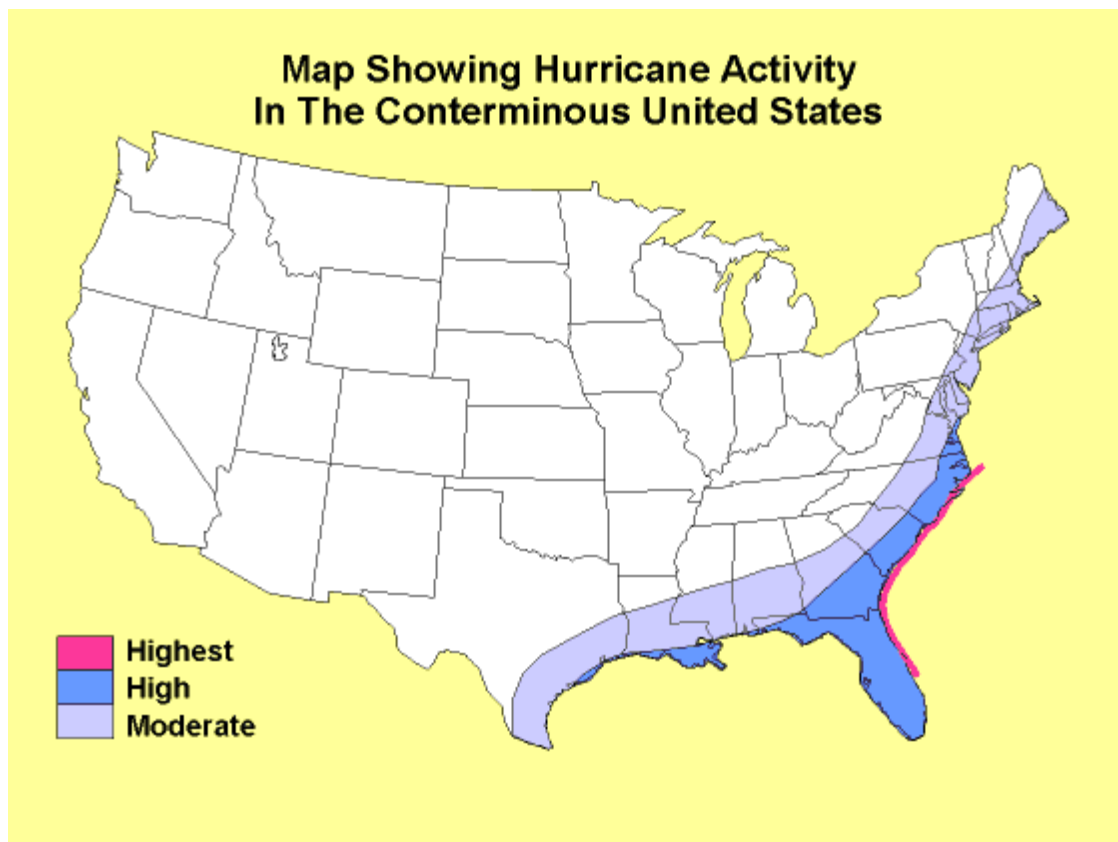 Map Showing Hurricane Activity
In The Conterminous United States
Highest
High
Moderate